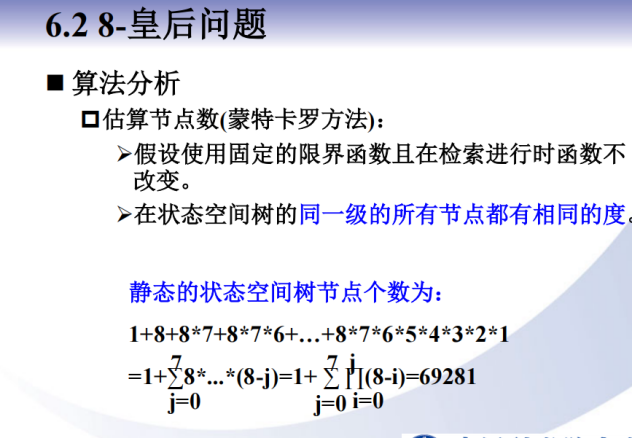 6.2 8-皇后问题
■ 算法分析
估算节点数(蒙特卡罗方法)：
➢假设使用固定的限界函数且在检索进行时函数不
改变。
➢在状态空间树的同一级的所有节点都有相同的度。
静态的状态空间树节点个数为：
1+8+8*7+8*7*6+…+8*7*6*5*4*3*2*1
7 7 j
=1+∑8*...*(8-j)=1+ ∑ ∏(8-i)=69281
j=0 j=0 i=0